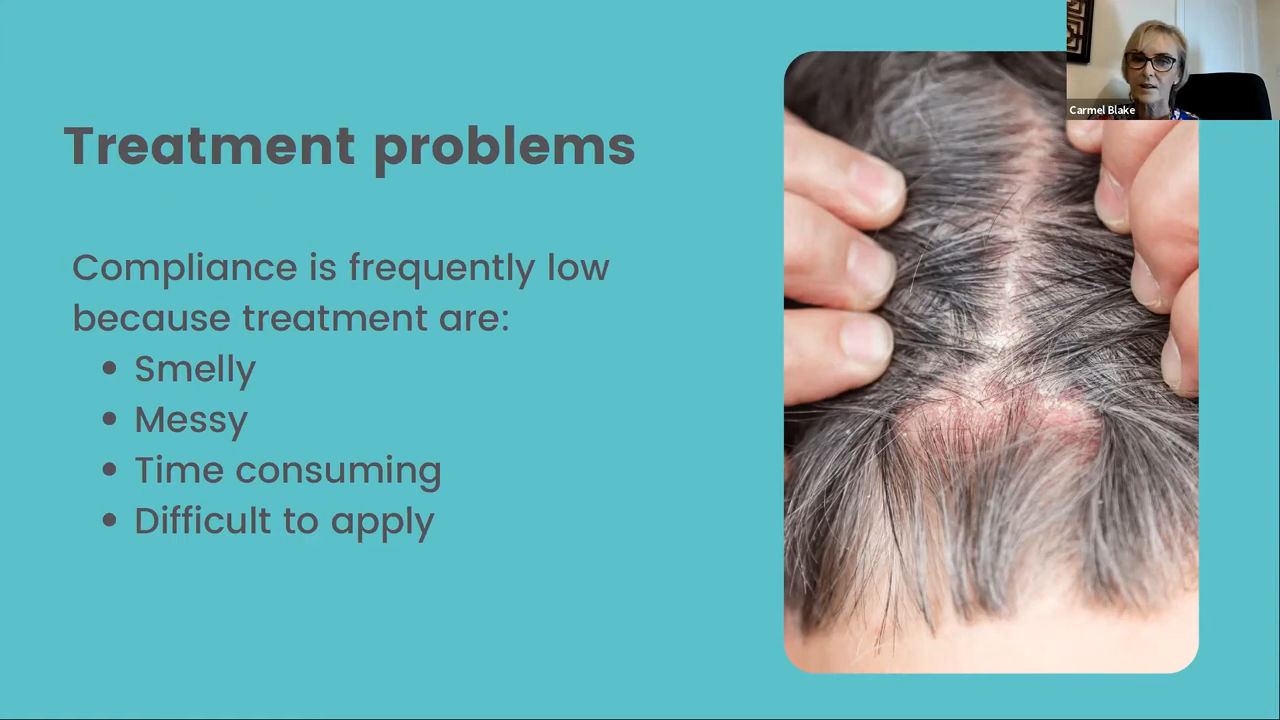 Treatment problems
Compliance is frequently low
because treatment are:
• Smelly
• Messy
• Time consuming
• Difficult to apply
Carmel Blake